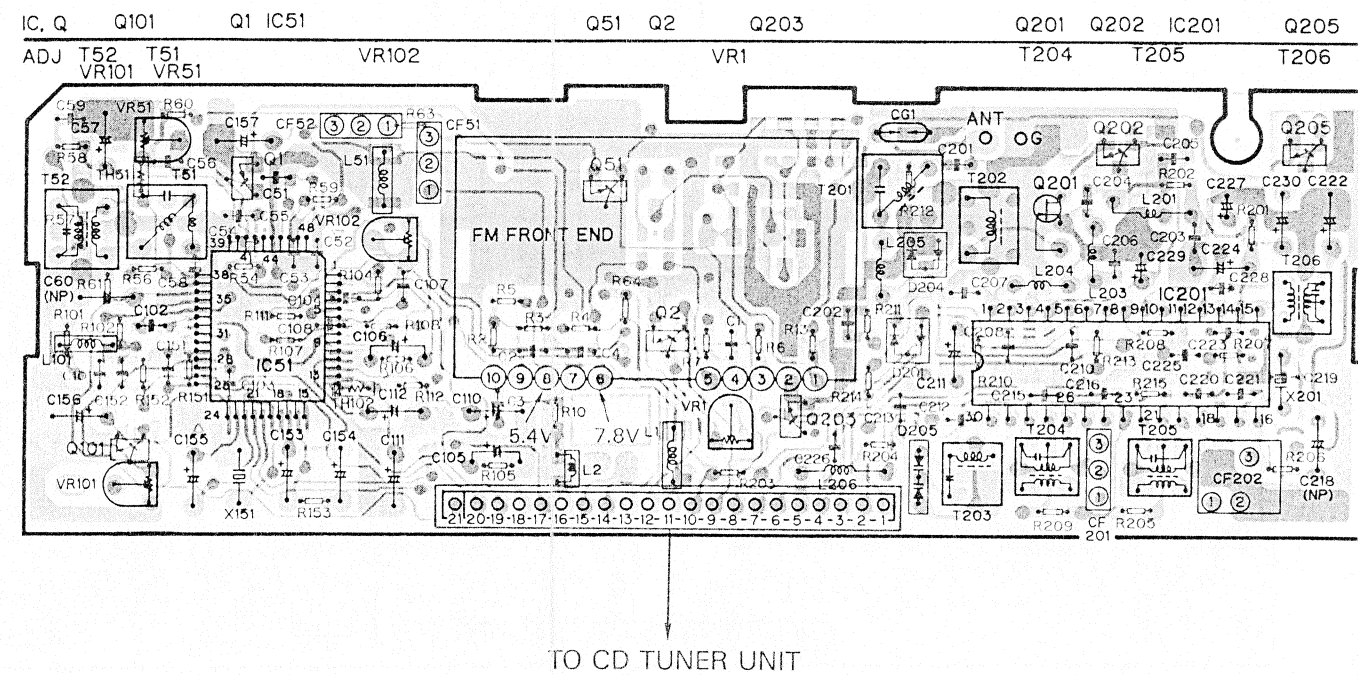 IC, Q Q101 Q1 IC51 Q51 Q2 Q203 Q201 Q202 IC201 Q205
ADJ T52 T51 VR102 VR1 T204 T205 T206
VR101 VR51
C59 VR51 R60 C157 CF52 3 2 1 R63 CF51 CG1 ANT Q202 C205 Q205
C57 3 G
R58 C56 Q1 L51 2 Q51 C201 R202
T52 TH51 T51 C51 R59 1 T201 T202 Q201 C204 C227 C230 C222
R57 C55 VR102 R212 L201 R201
C54 48 C52 FM FRONT END L205 C206 C203 C224
39 44 C229 T206
C60 R61 R56 C58 38 R54 C53 R104 C107 R5 R64 D204 C207 L204 L203 IC201 C228
(NP) 35 R111
R101 R102 C102 31 C108 C106 R108 R3 R4 Q2 C1 R13 C202 R211 1 2 3 4 5 6 7 8 9 10 11 12 13 14 15
L101 C101 28 R107 R106 R2 C2 C4 R6 D201 C208 R208 C223 R207
IC51 C210 R213 C225 C219
C156 C152 R152 R151 25 C103 21 18 15 TH102 C112 R112 C110 10 9 8 7 6 5 4 3 2 1 C211 R210 C216 R215 C220 C221 X201
24 C3 R10 VR1 R214 C213 C212 C215 26 23
Q101 C155 C153 C154 C111 5.4V 7.8V L1 Q203 D205 30 T204 21 T205 18 16
VR101 C105 R105 L2 C226 R204 3 3 R206
R203 L206 2 CF202 C218
X151 R153 T203 1 1 2 (NP)
21 -20-19-18-17-16-15-14-13-12-11-10-9-8-7-6-5-4-3-2-1
R209 CF R205
201
TO CD TUNER UNIT